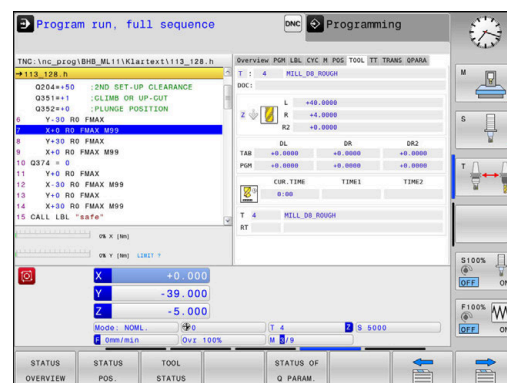 Program run, full sequence
DNC
Programming
TNC:\nc_prog\BHB_ML11\Klartext\113_128.h
→113_128.h
Q204=+50 ;2ND SET-UP CLEARANCE
Q351=+1 ;CLIMB OR UP-CUT
Q352=+0 ;PLUNGE POSITION
6 Y-30 R0 FMAX
7 X+0 R0 FMAX M99
8 Y+30 R0 FMAX
9 X+0 R0 FMAX M99
10 Q374 = 0
11 Y+0 R0 FMAX
12 X-30 R0 FMAX M99
13 Y+0 R0 FMAX
14 X+30 R0 FMAX M99
15 CALL LBL "safe"
0% X [Nm]
0% Y [Nm] LIMIT 1
Overview PGM LBL CYC M POS TOOL TT TRANS QPARA
T : 4 MILL_D8_ROUGH
DOC:
Z
L +40.0000
R +4.0000
R2 +0.0000
DL DR DR2
TAB +0.0000 +0.0000 +0.0000
PGM +0.0000 +0.0000 +0.0000
CUR.TIME TIME1 TIME2
0:00
T 4 MILL_D8_ROUGH
RT
X +0.000
Y -39.000
Z -5.000
Mode: NOML. 0 T 4 Z S 5000
F 0mm/min Ovr 100% M 3/9
M
S
T
S100%
OFF ON
F100%
OFF ON
STATUS OVERVIEW
STATUS POS.
TOOL STATUS
STATUS OF Q PARAM.